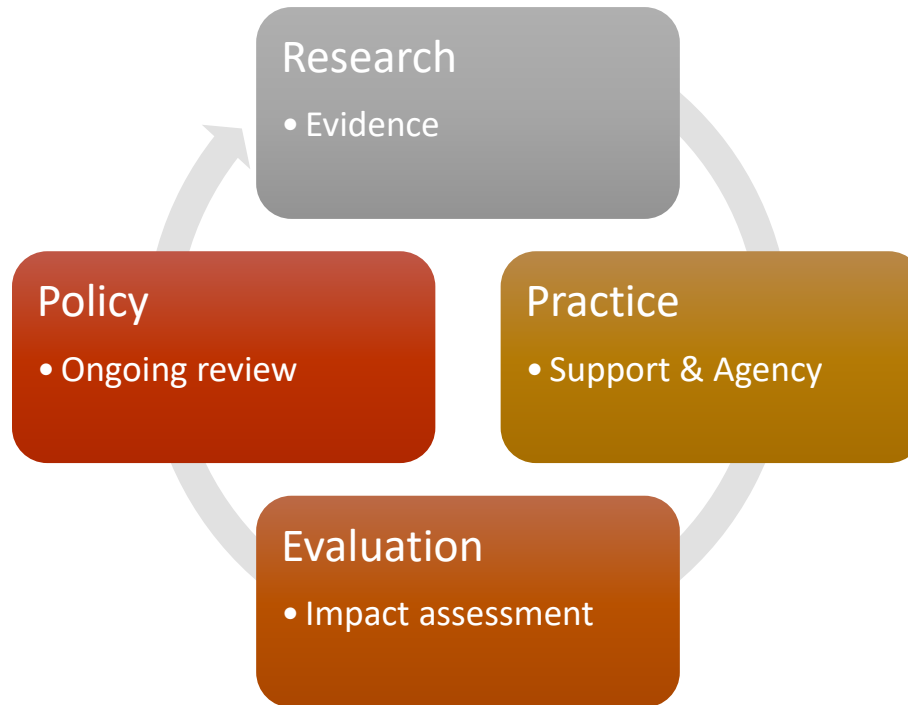 Research
• Evidence
Practice
• Support & Agency
Evaluation
• Impact assessment
Policy
• Ongoing review